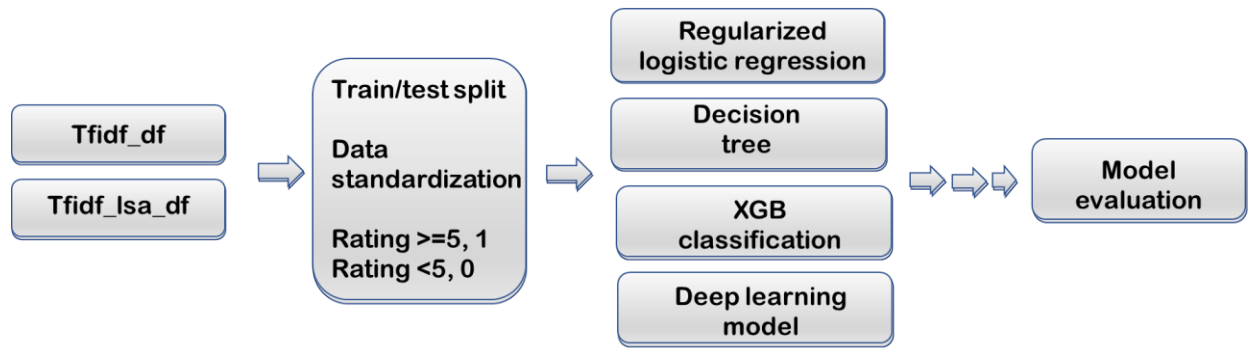 Tfidf_df
Tfidf_lsa_df
Train/test split
Data
standardization
Rating >=5, 1
Rating <5, 0
Regularized
logistic regression
Decision
tree
XGB
classification
Deep learning
model
Model
evaluation